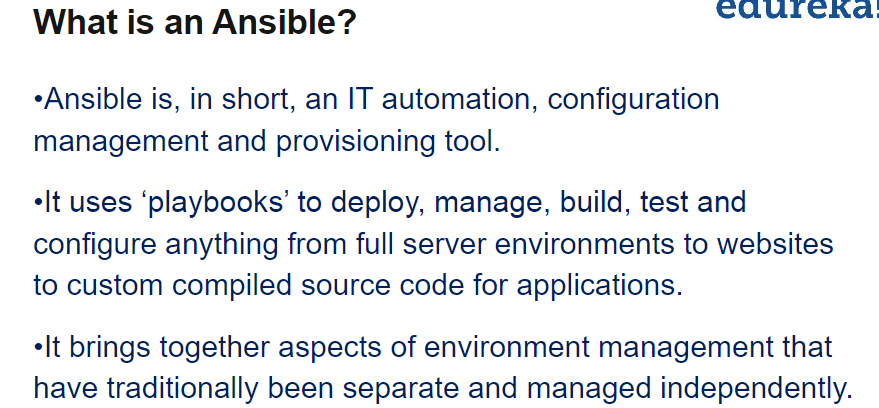 edureka!
What is an Ansible?
•Ansible is, in short, an IT automation, configuration
management and provisioning tool.
•It uses ‘playbooks’ to deploy, manage, build, test and
configure anything from full server environments to websites
to custom compiled source code for applications.
•It brings together aspects of environment management that
have traditionally been separate and managed independently.